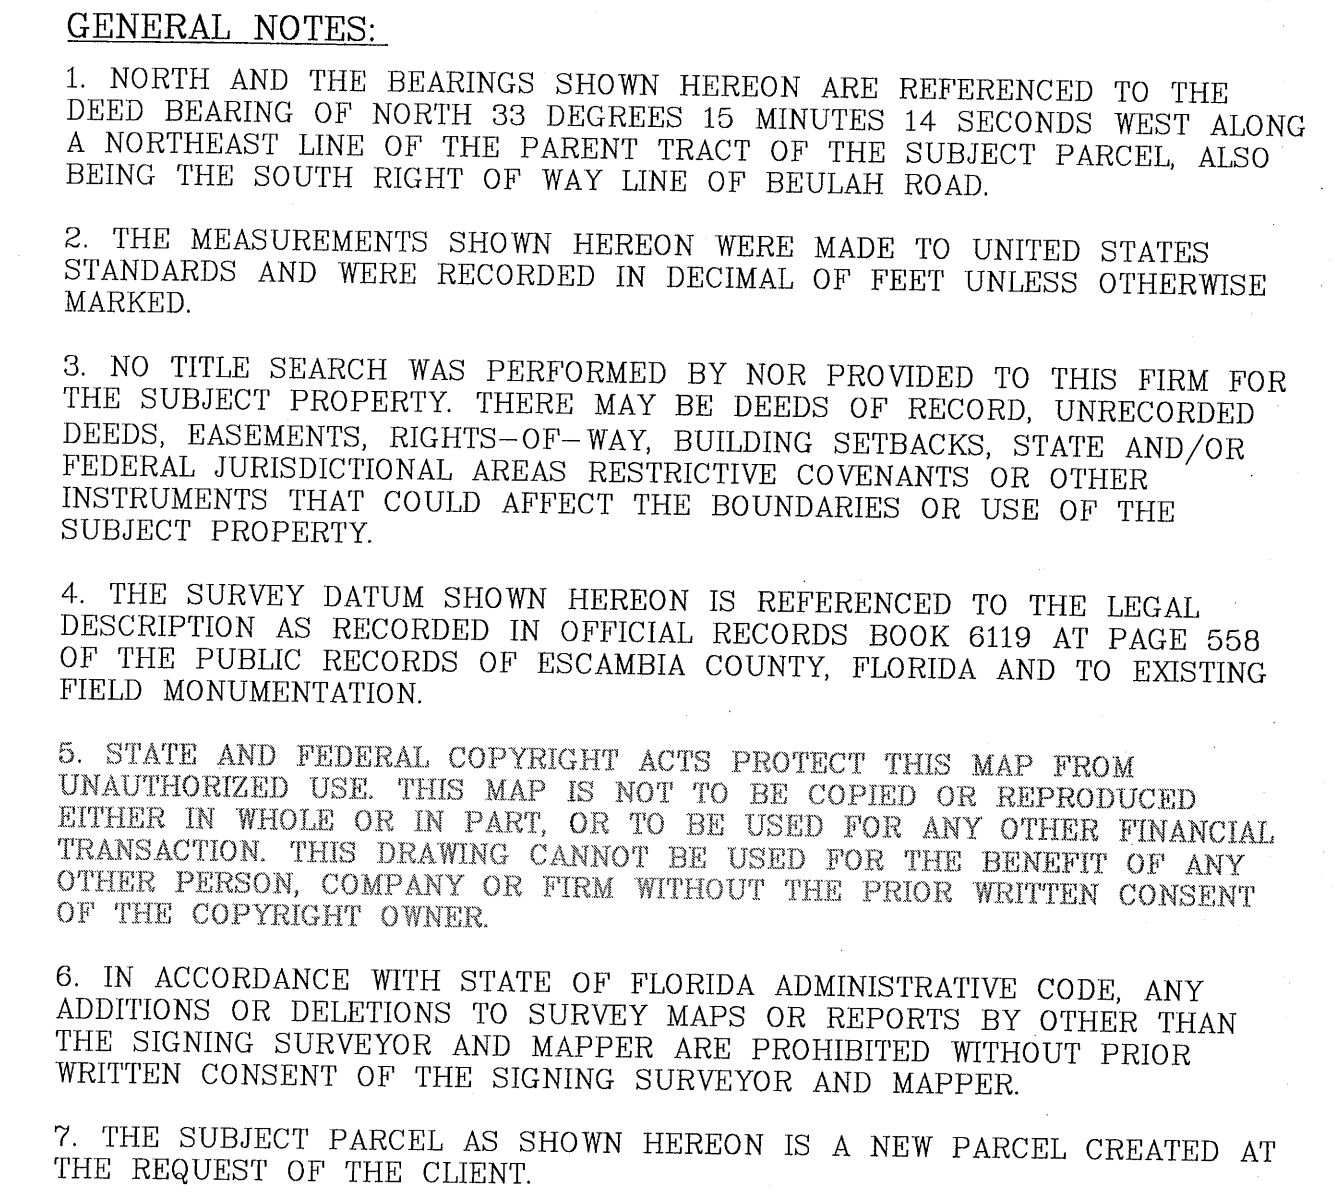 GENERAL NOTES:
1. NORTH AND THE BEARINGS SHOWN HEREON ARE REFERENCED TO THE
DEED BEARING OF NORTH 33 DEGREES 15 MINUTES 14 SECONDS WEST ALONG
A NORTHEAST LINE OF THE PARENT TRACT OF THE SUBJECT PARCEL, ALSO
BEING THE SOUTH RIGHT OF WAY LINE OF BEULAH ROAD.
2. THE MEASUREMENTS SHOWN HEREON WERE MADE TO UNITED STATES
STANDARDS AND WERE RECORDED IN DECIMAL OF FEET UNLESS OTHERWISE
MARKED.
3. NO TITLE SEARCH WAS PERFORMED BY NOR PROVIDED TO THIS FIRM FOR
THE SUBJECT PROPERTY. THERE MAY BE DEEDS OF RECORD, UNRECORDED
DEEDS, EASEMENTS, RIGHTS-OF-WAY, BUILDING SETBACKS, STATE AND/OR
FEDERAL JURISDICTIONAL AREAS RESTRICTIVE COVENANTS OR OTHER
INSTRUMENTS THAT COULD AFFECT THE BOUNDARIES OR USE OF THE
SUBJECT PROPERTY.
4. THE SURVEY DATUM SHOWN HEREON IS REFERENCED TO THE LEGAL
DESCRIPTION AS RECORDED IN OFFICIAL RECORDS BOOK 6119 AT PAGE 558
OF THE PUBLIC RECORDS OF ESCAMBIA COUNTY, FLORIDA AND TO EXISTING
FIELD MONUMENTATION.
5. STATE AND FEDERAL COPYRIGHT ACTS PROTECT THIS MAP FROM
UNAUTHORIZED USE. THIS MAP IS NOT TO BE COPIED OR REPRODUCED
EITHER IN WHOLE OR IN PART, OR TO BE USED FOR ANY OTHER FINANCIAL
TRANSACTION. THIS DRAWING CANNOT BE USED FOR THE BENEFIT OF ANY
OTHER PERSON, COMPANY OR FIRM WITHOUT THE PRIOR WRITTEN CONSENT
OF THE COPYRIGHT OWNER.
6. IN ACCORDANCE WITH STATE OF FLORIDA ADMINISTRATIVE CODE, ANY
ADDITIONS OR DELETIONS TO SURVEY MAPS OR REPORTS BY OTHER THAN
THE SIGNING SURVEYOR AND MAPPER ARE PROHIBITED WITHOUT PRIOR
WRITTEN CONSENT OF THE SIGNING SURVEYOR AND MAPPER.
7. THE SUBJECT PARCEL AS SHOWN HEREON IS A NEW PARCEL CREATED AT
THE REQUEST OF THE CLIENT.